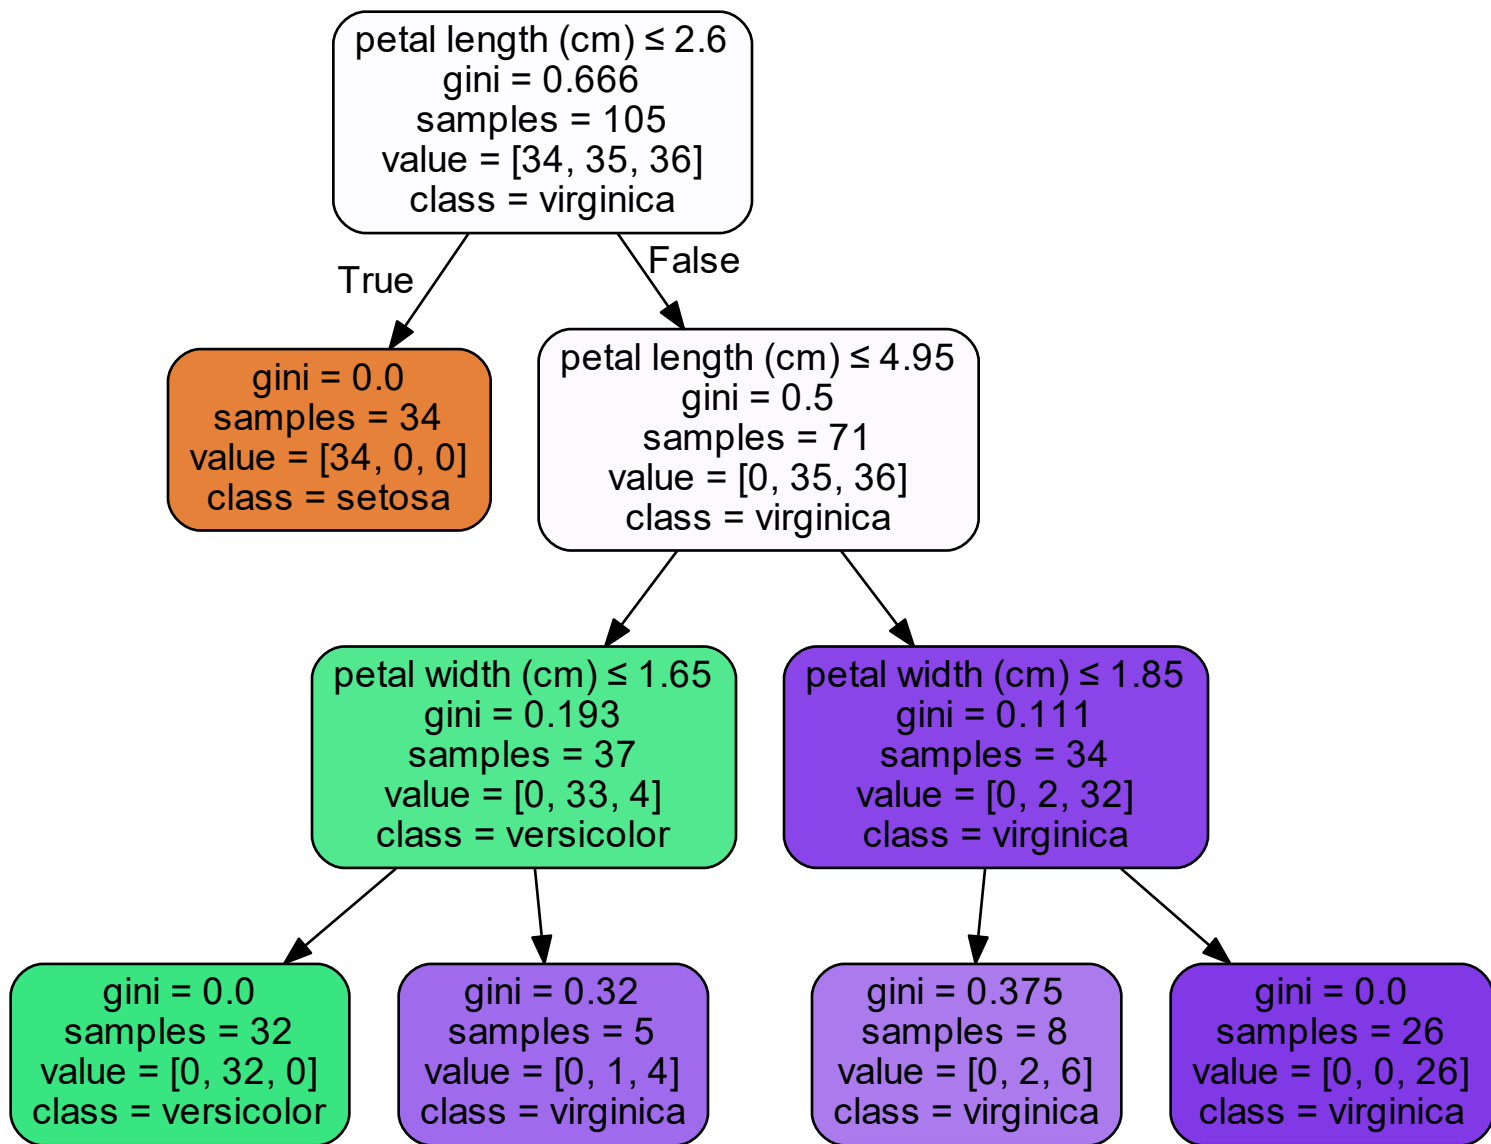 petal length (cm) ≤ 2.6
gini = 0.666
samples = 105
value = [34, 35, 36]
class = virginica
True
False
gini = 0.0
samples = 34
value = [34, 0, 0]
class = setosa
petal length (cm) ≤ 4.95
gini = 0.5
samples = 71
value = [0, 35, 36]
class = virginica
petal width (cm) ≤ 1.65
gini = 0.193
samples = 37
value = [0, 33, 4]
class = versicolor
petal width (cm) ≤ 1.85
gini = 0.111
samples = 34
value = [0, 2, 32]
class = virginica
gini = 0.0
samples = 32
value = [0, 32, 0]
class = versicolor
gini = 0.32
samples = 5
value = [0, 1, 4]
class = virginica
gini = 0.375
samples = 8
value = [0, 2, 6]
class = virginica
gini = 0.0
samples = 26
value = [0, 0, 26]
class = virginica